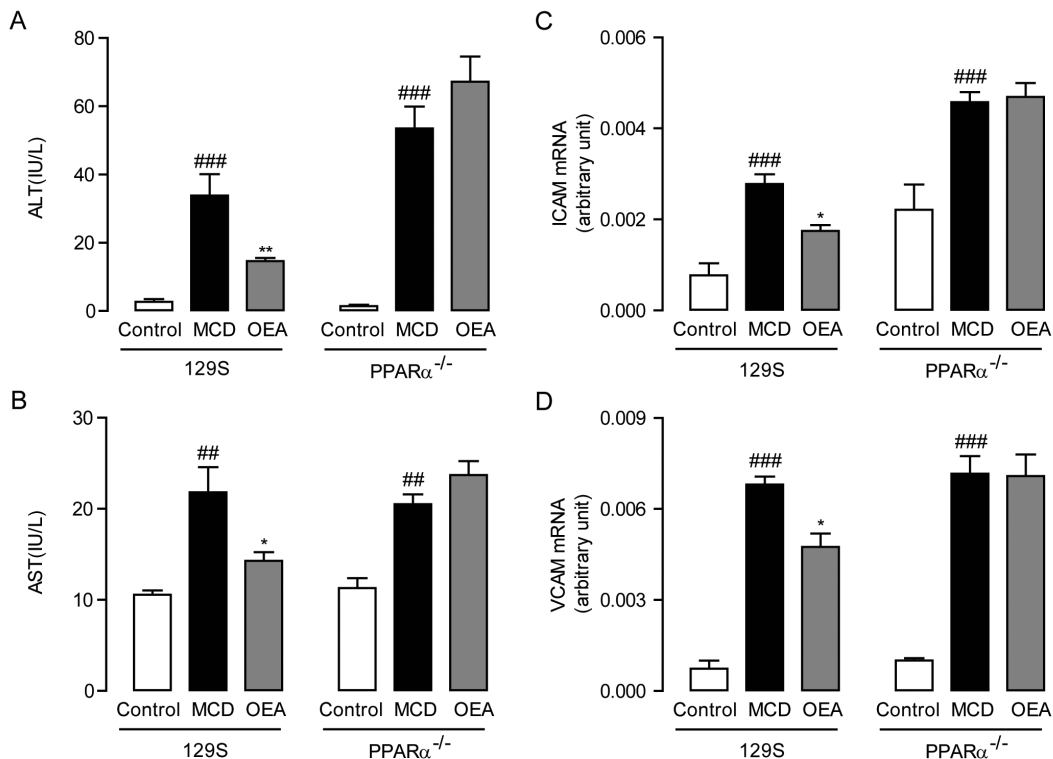 A
ALT(IU/L)
80
60
40
20
0
###
**
###
Control MCD OEA Control MCD OEA
129S PPARα-/-
B
AST(IU/L)
30
20
10
0
##
*
##
Control MCD OEA Control MCD OEA
129S PPARα-/-
C
ICAM mRNA
(arbitrary unit)
0.006
0.004
0.002
0.000
###
*
###
Control MCD OEA Control MCD OEA
129S PPARα-/-
D
VCAM mRNA
(arbitrary unit)
0.009
0.006
0.003
0.000
###
*
###
Control MCD OEA Control MCD OEA
129S PPARα-/-